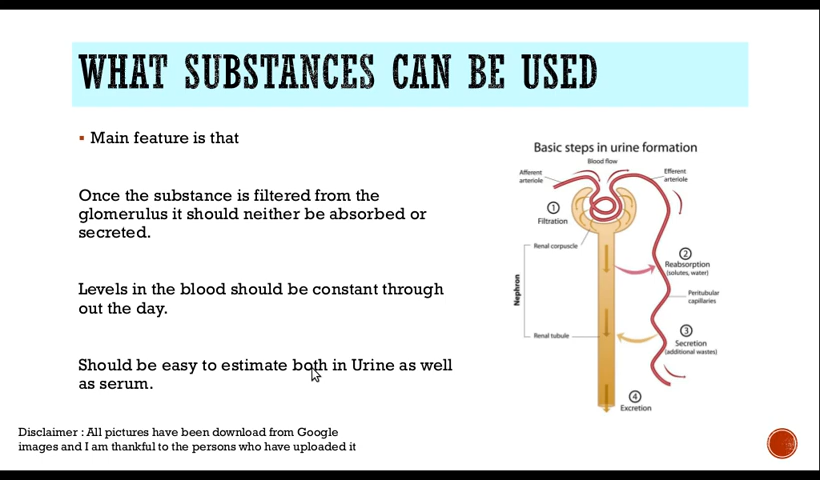 WHAT SUBSTANCES CAN BE USED
Main feature is that
Once the substance is filtered from the
glomerulus it should neither be absorbed or
secreted.
Levels in the blood should be constant through
out the day.
Should be easy to estimate both in Urine as well
as serum.
Basic steps in urine formation
Blood flow
Afferent
arteriole
Efferent
arteriole
1
Filtration
Renal corpuscle
2
Reabsorption
(solutes, water)
Nephron
Peritubular
capillaries
Renal tubule
3
Secretion
(additional wastes)
4
Excretion
Disclaimer : All pictures have been download from Google
images and I am thankful to the persons who have uploaded it